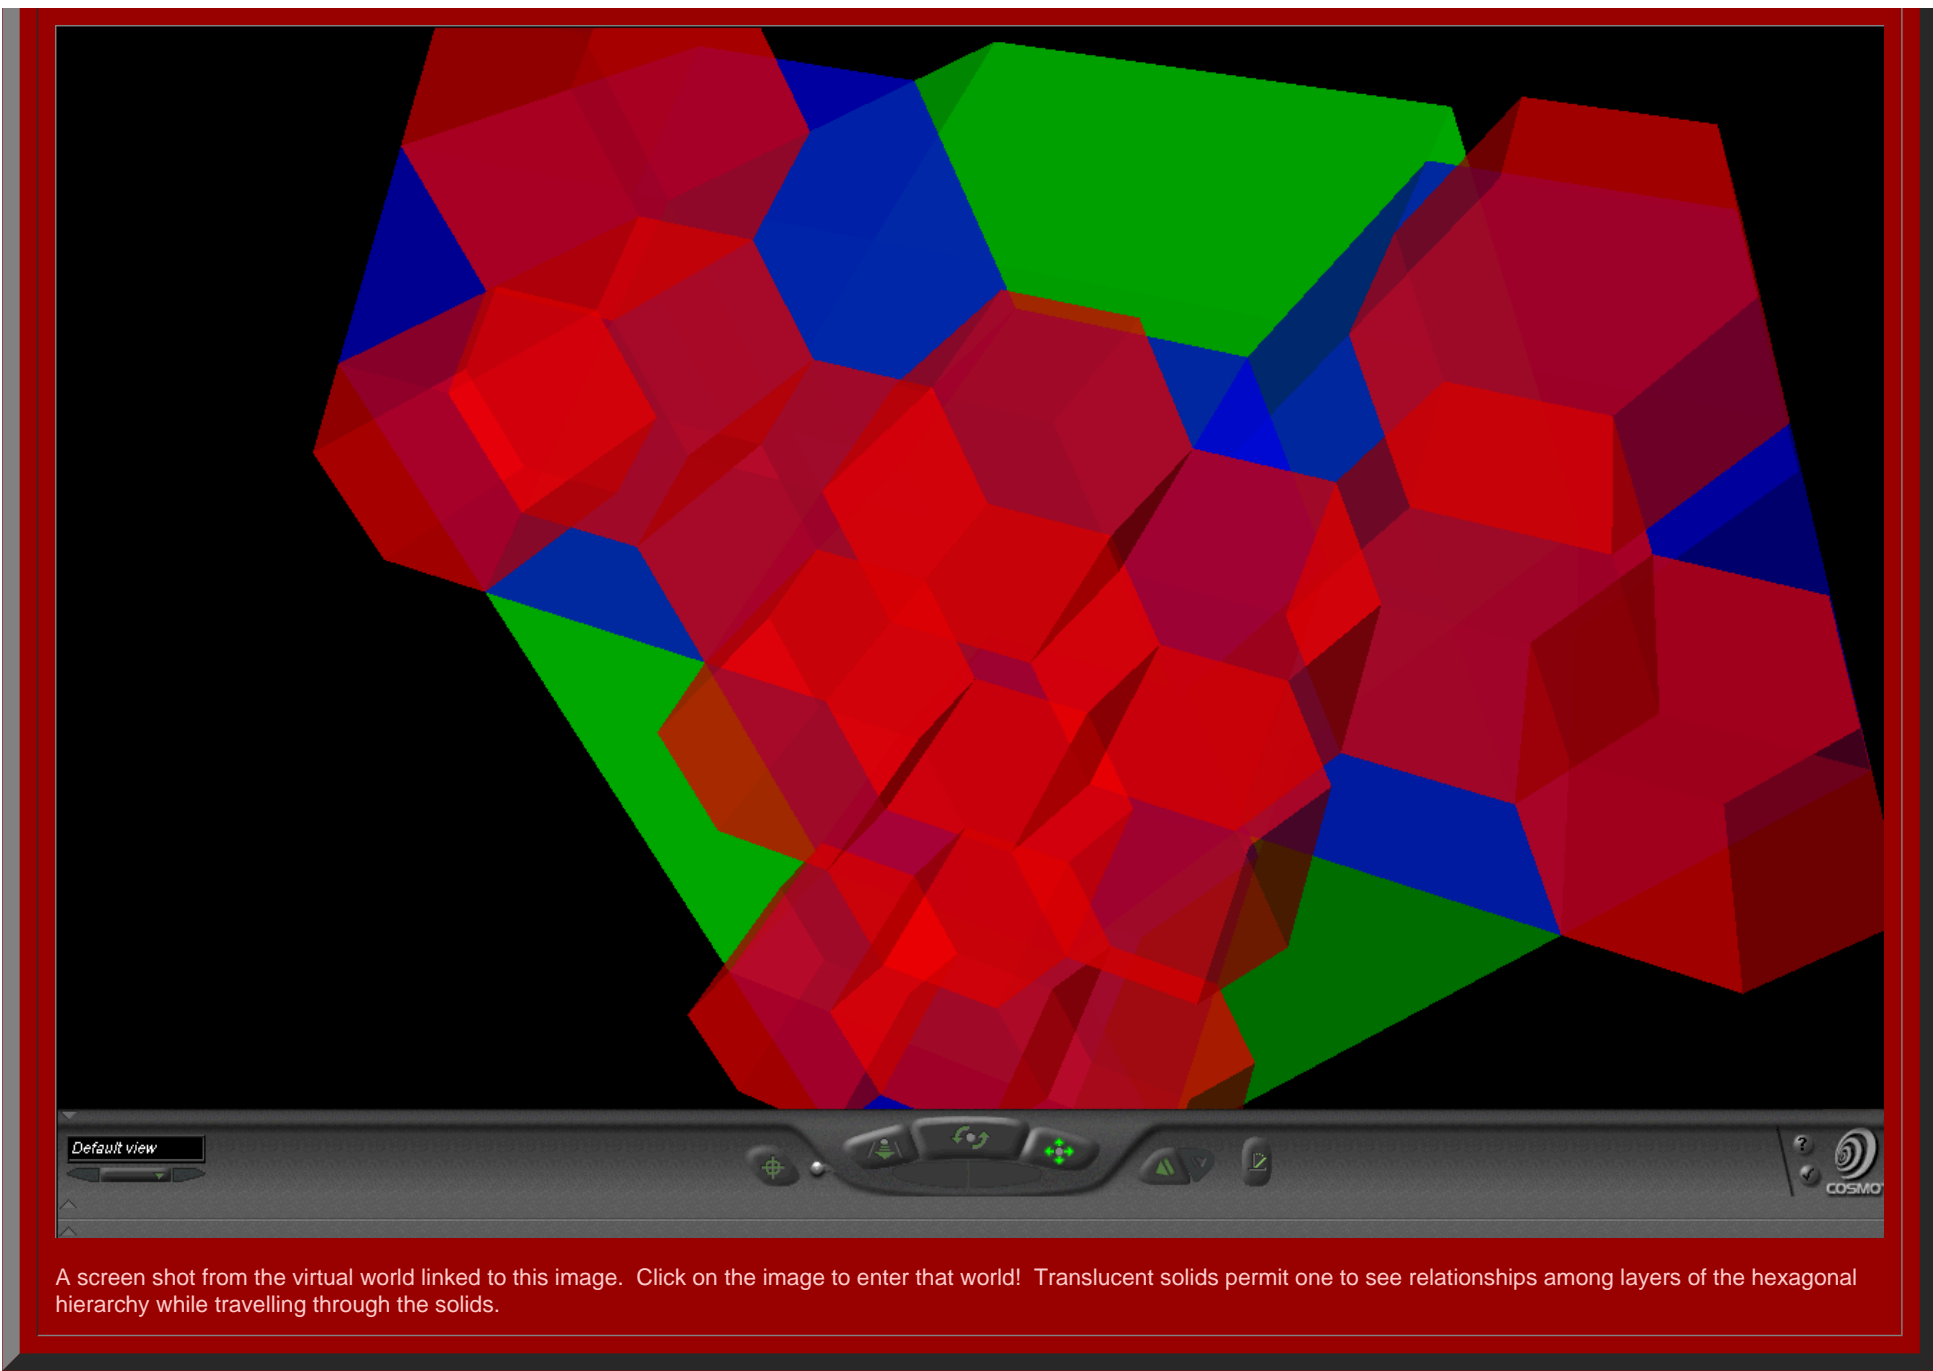 Default view
?
COSMO
A screen shot from the virtual world linked to this image.  Click on the image to enter that world!  Translucent solids permit one to see relationships among layers of the hexagonal
hierarchy while travelling through the solids.